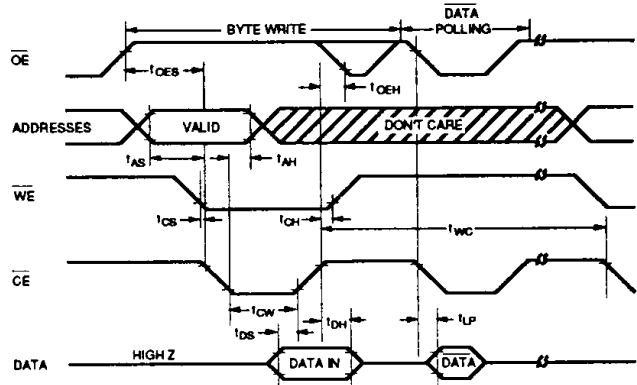 BYTE WRITE
DATA
POLLING
OE
tOES
tOEH
ADDRESSES
VALID
DON'T CARE
tAS
tAH
WE
tCS
tCH
tWC
CE
tCW
tDS
tDH
tLP
DATA
HIGH Z
DATA IN
DATA